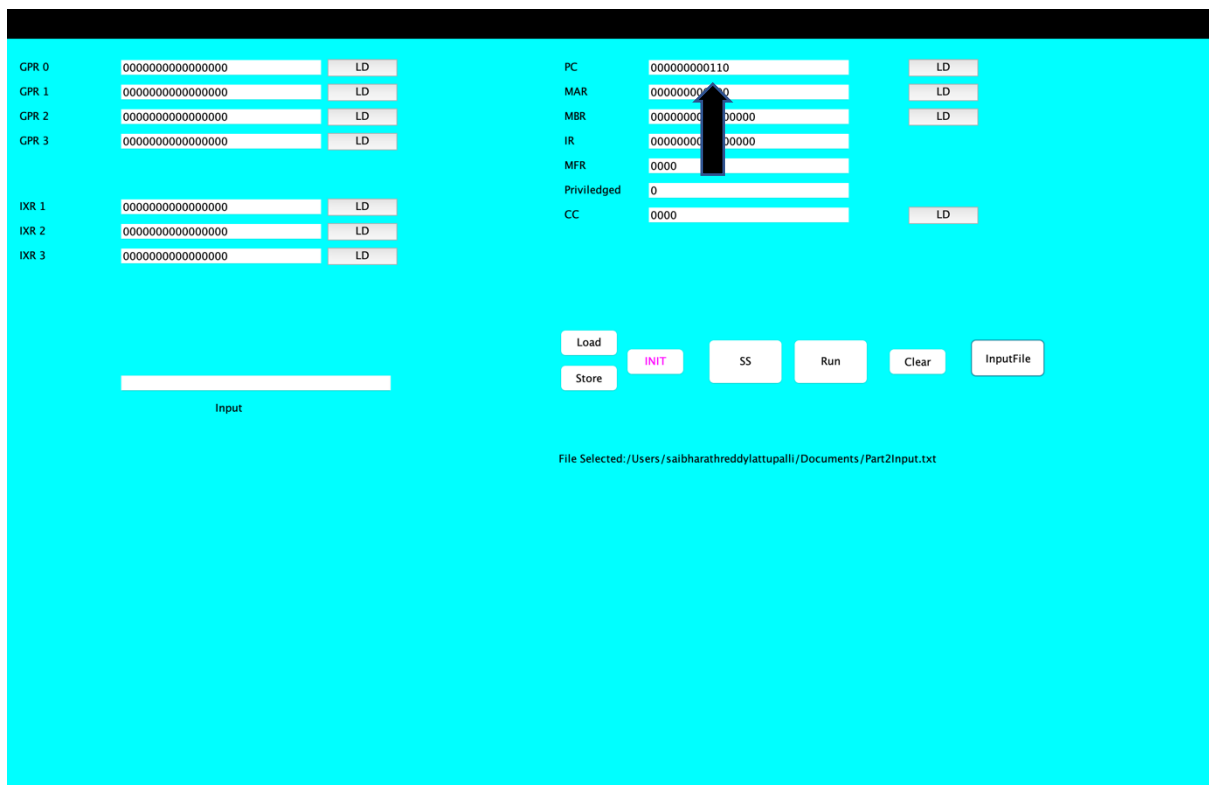 GPR 0 0000000000000000 LD
GPR 1 0000000000000000 LD
GPR 2 0000000000000000 LD
GPR 3 0000000000000000 LD
IXR 1 0000000000000000 LD
IXR 2 0000000000000000 LD
IXR 3 0000000000000000 LD
Input
PC 000000000110 LD
MAR LD
MBR LD
IR
MFR 0000
Priviledged 0
CC 0000 LD
Load
Store
INIT
SS
Run
Clear
InputFile
File Selected:/Users/saibharathreddylattupalli/Documents/Part2Input.txt